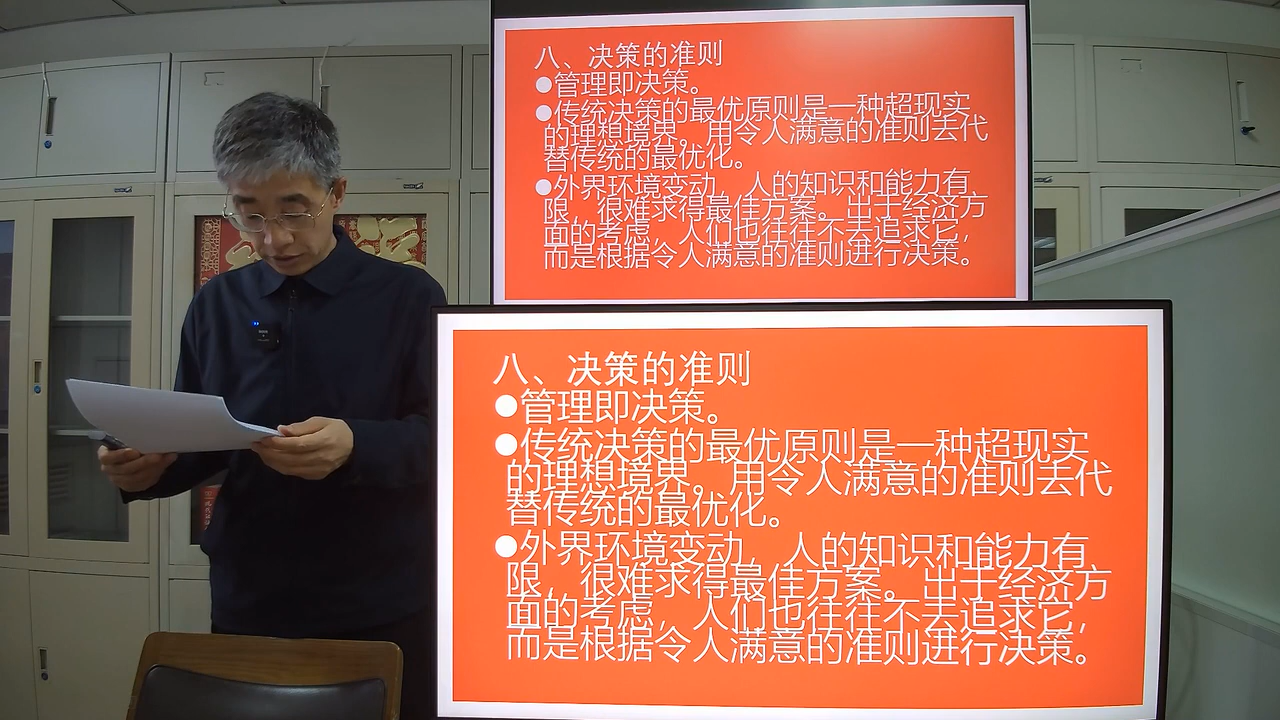 八、决策的准则
●管理即决策。
●传统决策的最优原则是一种超现实
的理想境界。用令人满意的准则去代
替传统的最优化。
●外界环境变动，人的知识和能力有
限，很难求得最佳方案。出于经济方
面的考虑，人们也往往不去追求它，
而是根据令人满意的准则进行决策。
八、决策的准则
●管理即决策。
●传统决策的最优原则是一种超现实
的理想境界。用令人满意的准则去代
替传统的最优化。
●外界环境变动，人的知识和能力有
限，很难求得最佳方案。出于经济方
面的考虑，人们也往往不去追求它，
而是根据令人满意的准则进行决策。